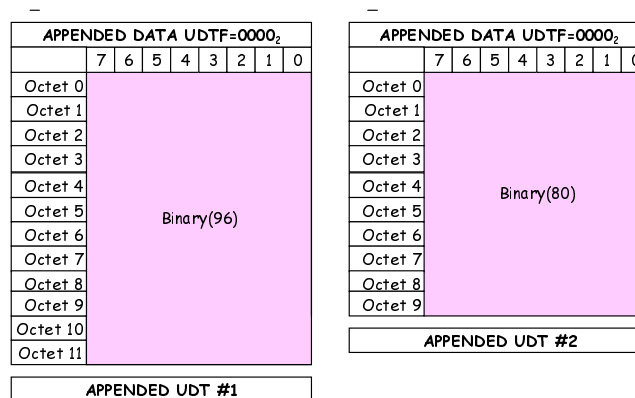 APPENDED DATA UDTF=0000₂
7 6 5 4 3 2 1 0
Octet 0
Octet 1
Octet 2
Octet 3
Octet 4
Octet 5
Octet 6
Octet 7
Octet 8
Octet 9
Octet 10
Octet 11
Binary(96)
APPENDED UDT #1
APPENDED DATA UDTF=0000₂
7 6 5 4 3 2 1 0
Octet 0
Octet 1
Octet 2
Octet 3
Octet 4
Octet 5
Octet 6
Octet 7
Octet 8
Octet 9
Binary(80)
APPENDED UDT #2